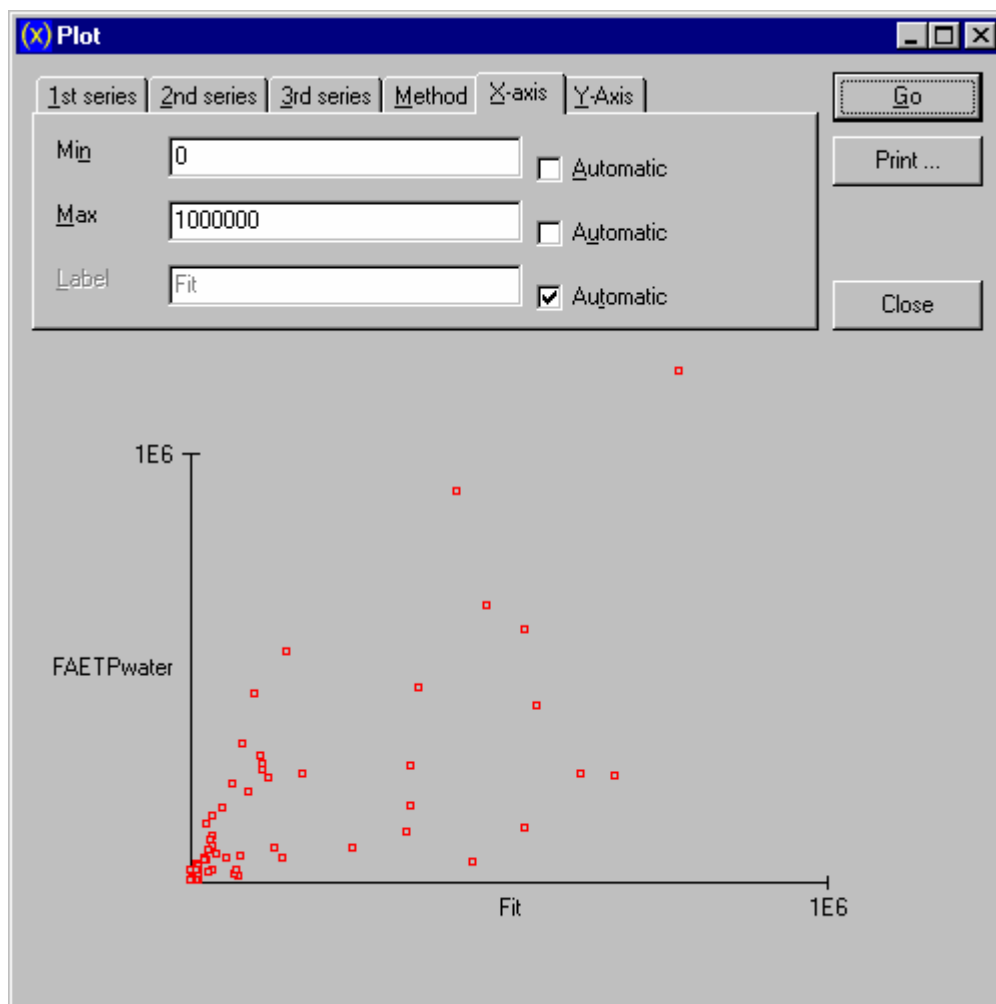 (x) Plot
1st series 2nd series 3rd series Method X-axis Y-Axis
Go
Min 0 Automatic
Print ...
Max 1000000 Automatic
Label Fit Automatic
Close
1E6
FAETPwater
Fit 1E6